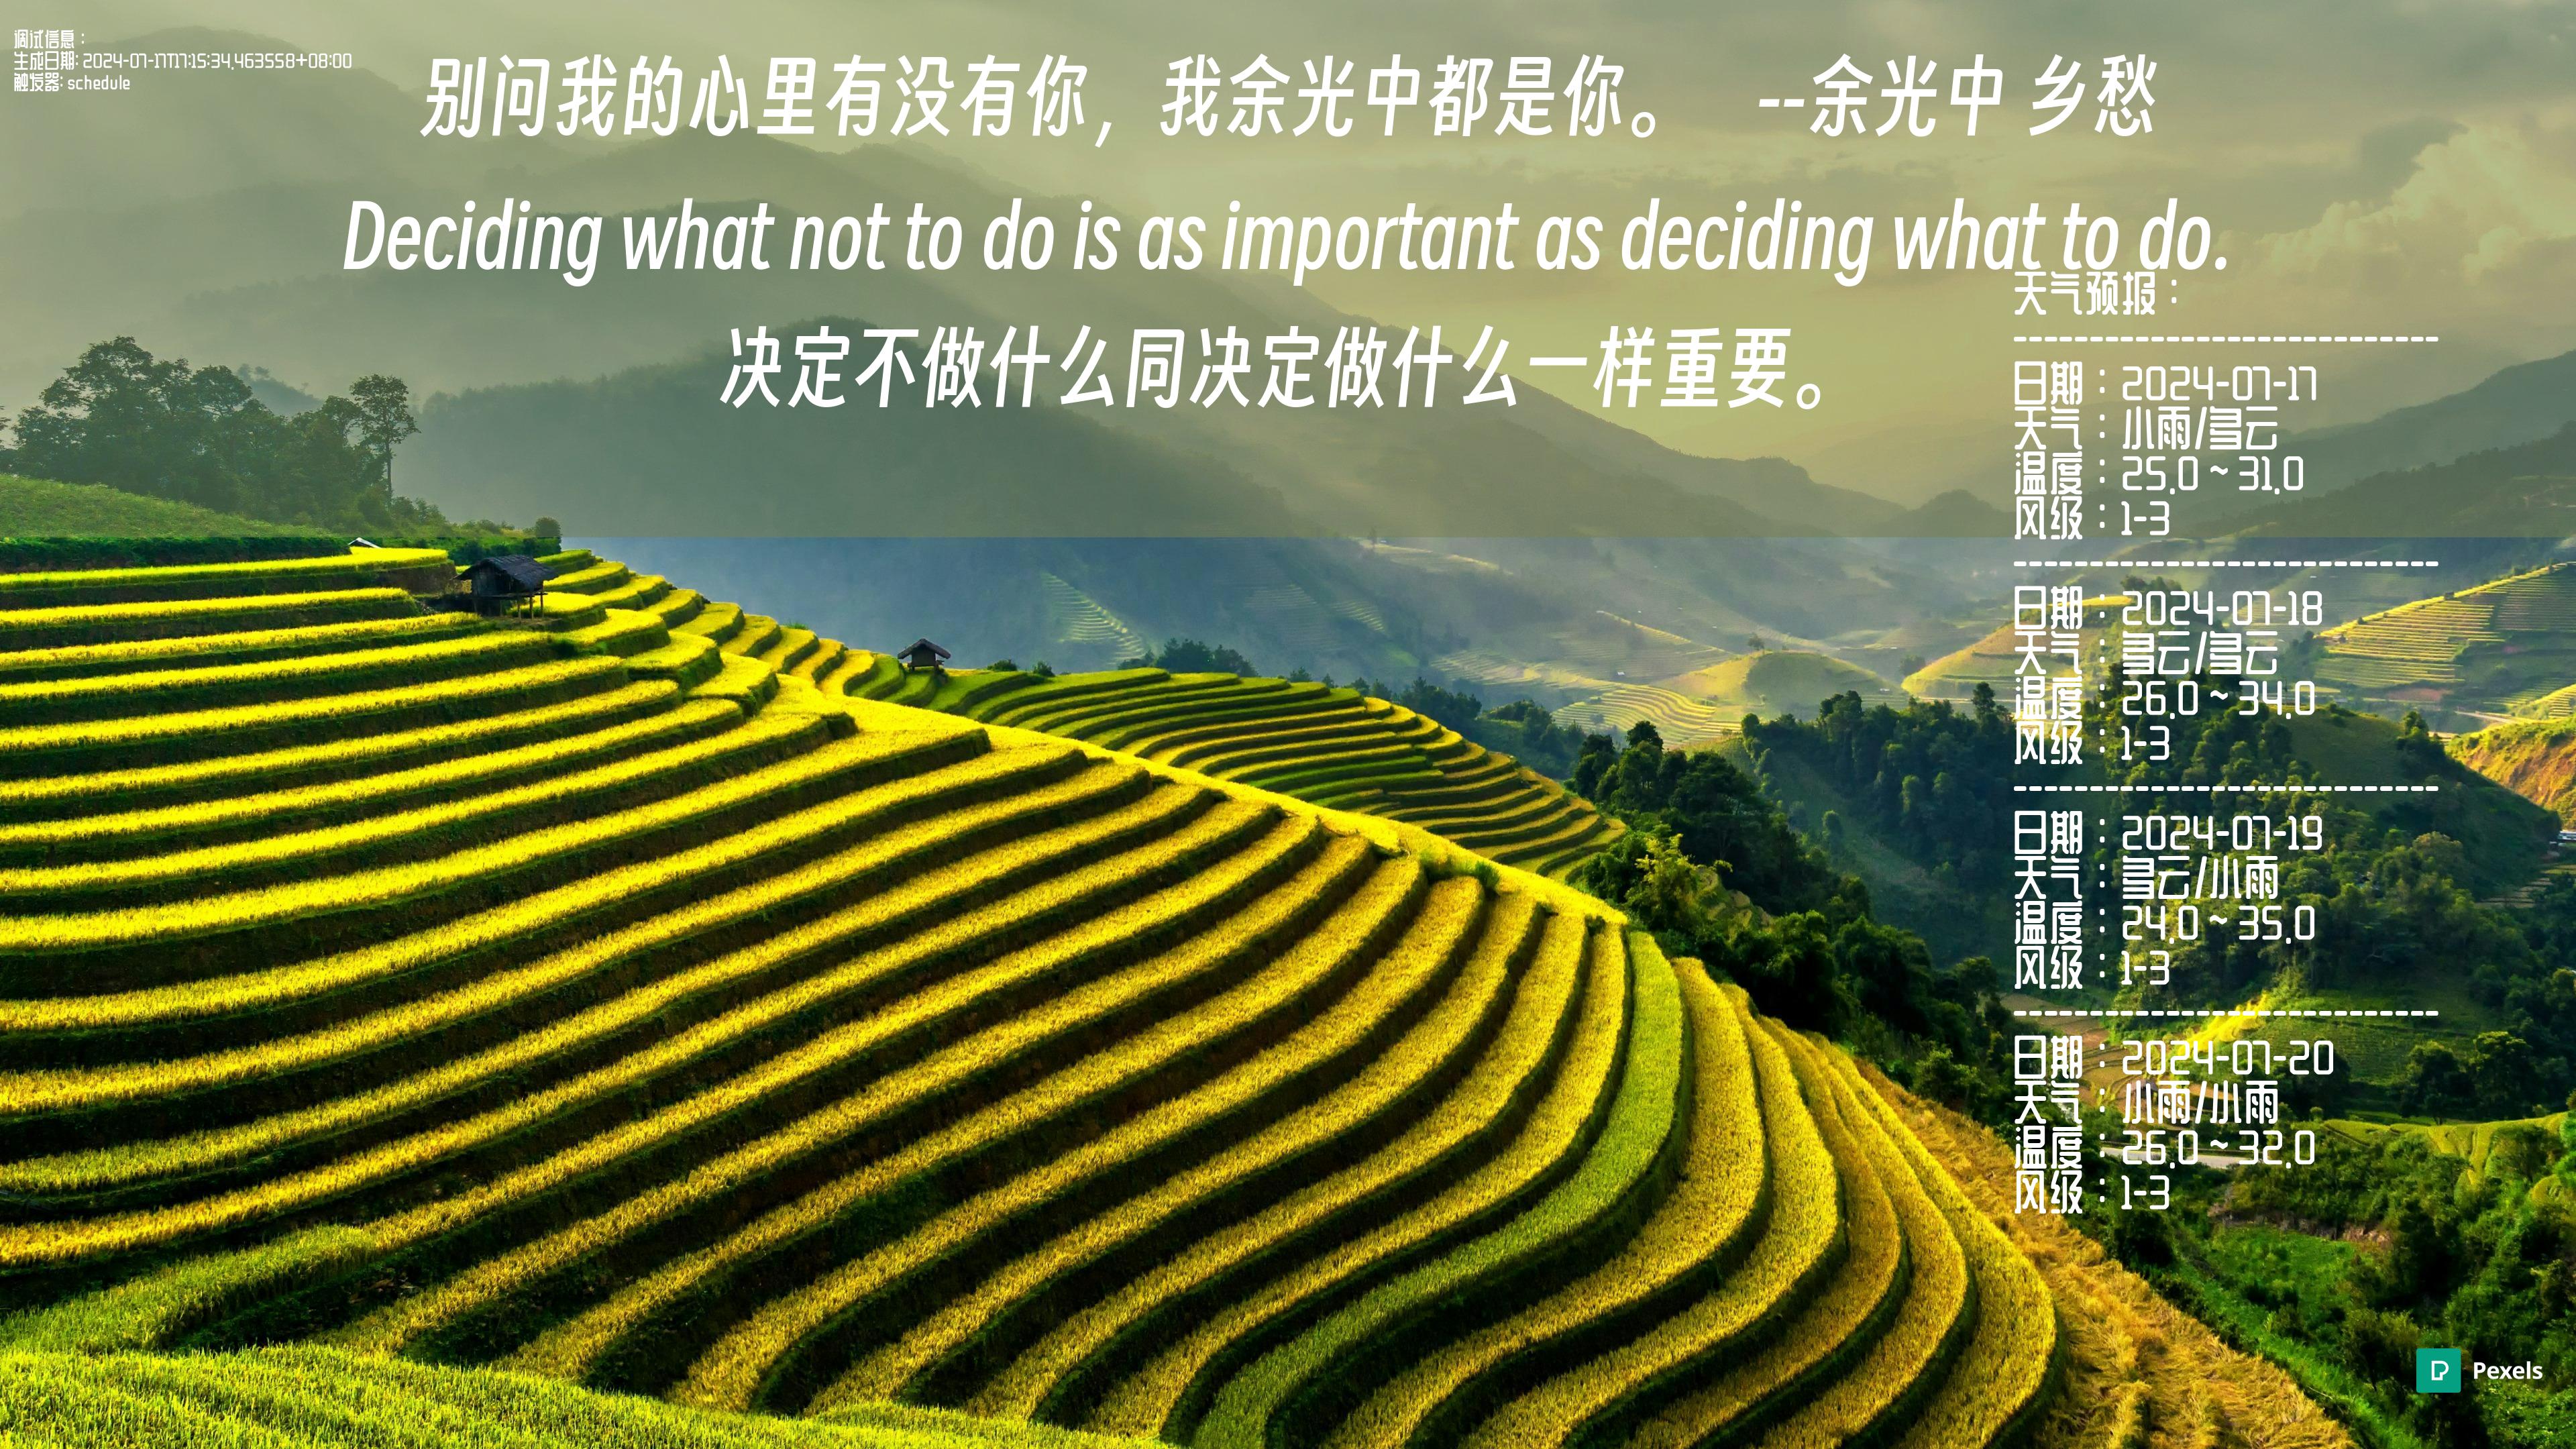 调试信息：
生成日期: 2024-07-17T17:15:34.463558+08:00
触发器: schedule
别问我的心里有没有你，我余光中都是你。 --余光中 乡愁
Deciding what not to do is as important as deciding what to do.
决定不做什么同决定做什么一样重要。
天气预报：
------------------------------
日期：2024-07-17
天气：小雨/多云
温度：25.0 ~ 31.0
风级：1-3
------------------------------
日期：2024-07-18
天气：多云/多云
温度：26.0 ~ 34.0
风级：1-3
------------------------------
日期：2024-07-19
天气：多云/小雨
温度：24.0 ~ 35.0
风级：1-3
------------------------------
日期：2024-07-20
天气：小雨/小雨
温度：26.0 ~ 32.0
风级：1-3
Pexels